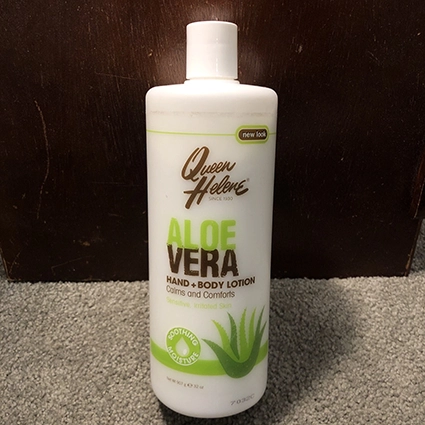 new look
Queen
Helene®
SINCE 1930
ALOE
VERA
HAND + BODY LOTION
Calms and Comforts
SOOTHING
MOISTURE